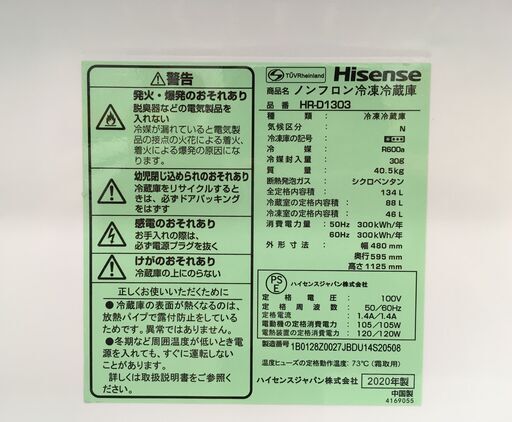 警告
発火・爆発のおそれあり
脱臭器などの電気製品を
入れない
冷媒が漏れていると電気製
品の接点の火花による着火、
着火による爆発の原因にな
ります。
幼児閉じ込められのおそれあり
冷蔵庫をリサイクルすると
きは、必ずドアパッキング
をはずす
感電のおそれあり
お手入れの際は、
必ず電源プラグを抜く
けがのおそれあり
冷蔵庫の上にのらない
正しくお使いいただくために
●冷蔵庫の表面が熱くなるのは、
放熱パイプで露付防止をしている
ためです。異常ではありません。
●冬期など周囲温度が低いとき電
源を入れても、すぐに運転しない
ことがあります。
詳しくは取扱説明書をご参照く
ださい。
TÜVRheinland
Hisense
商品名 ノンフロン冷凍冷蔵庫
品番 HR-D1303
種類 : 冷凍冷蔵庫
気候区分 : N
冷凍庫の記号 :
冷媒 : R600a
冷媒封入量 : 30g
質量 : 40.5kg
断熱発泡ガス : シクロペンタン
全定格内容積 : 134 L
冷蔵室の定格内容積 : 88 L
冷凍室の定格内容積 : 46 L
消費電力量 : 50Hz 300kWh/年
60Hz 300kWh/年
外形寸法 : 幅 480 mm
奥行 595 mm
高さ 1125 mm
PSE
ハイセンスジャパン株式会社
定格電圧 : 100V
定格周波数 : 50/60Hz
定格電流 : 1.4A/1.4A
電動機の定格消費電力 : 105/105W
電熱装置の定格消費電力 : 120/120W
製造番号 1B0128Z0027JBDU14S20508
温度ヒューズの定格動作温度: 73℃ (霜取用)
ハイセンスジャパン株式会社 2020年製
中国製
4169055